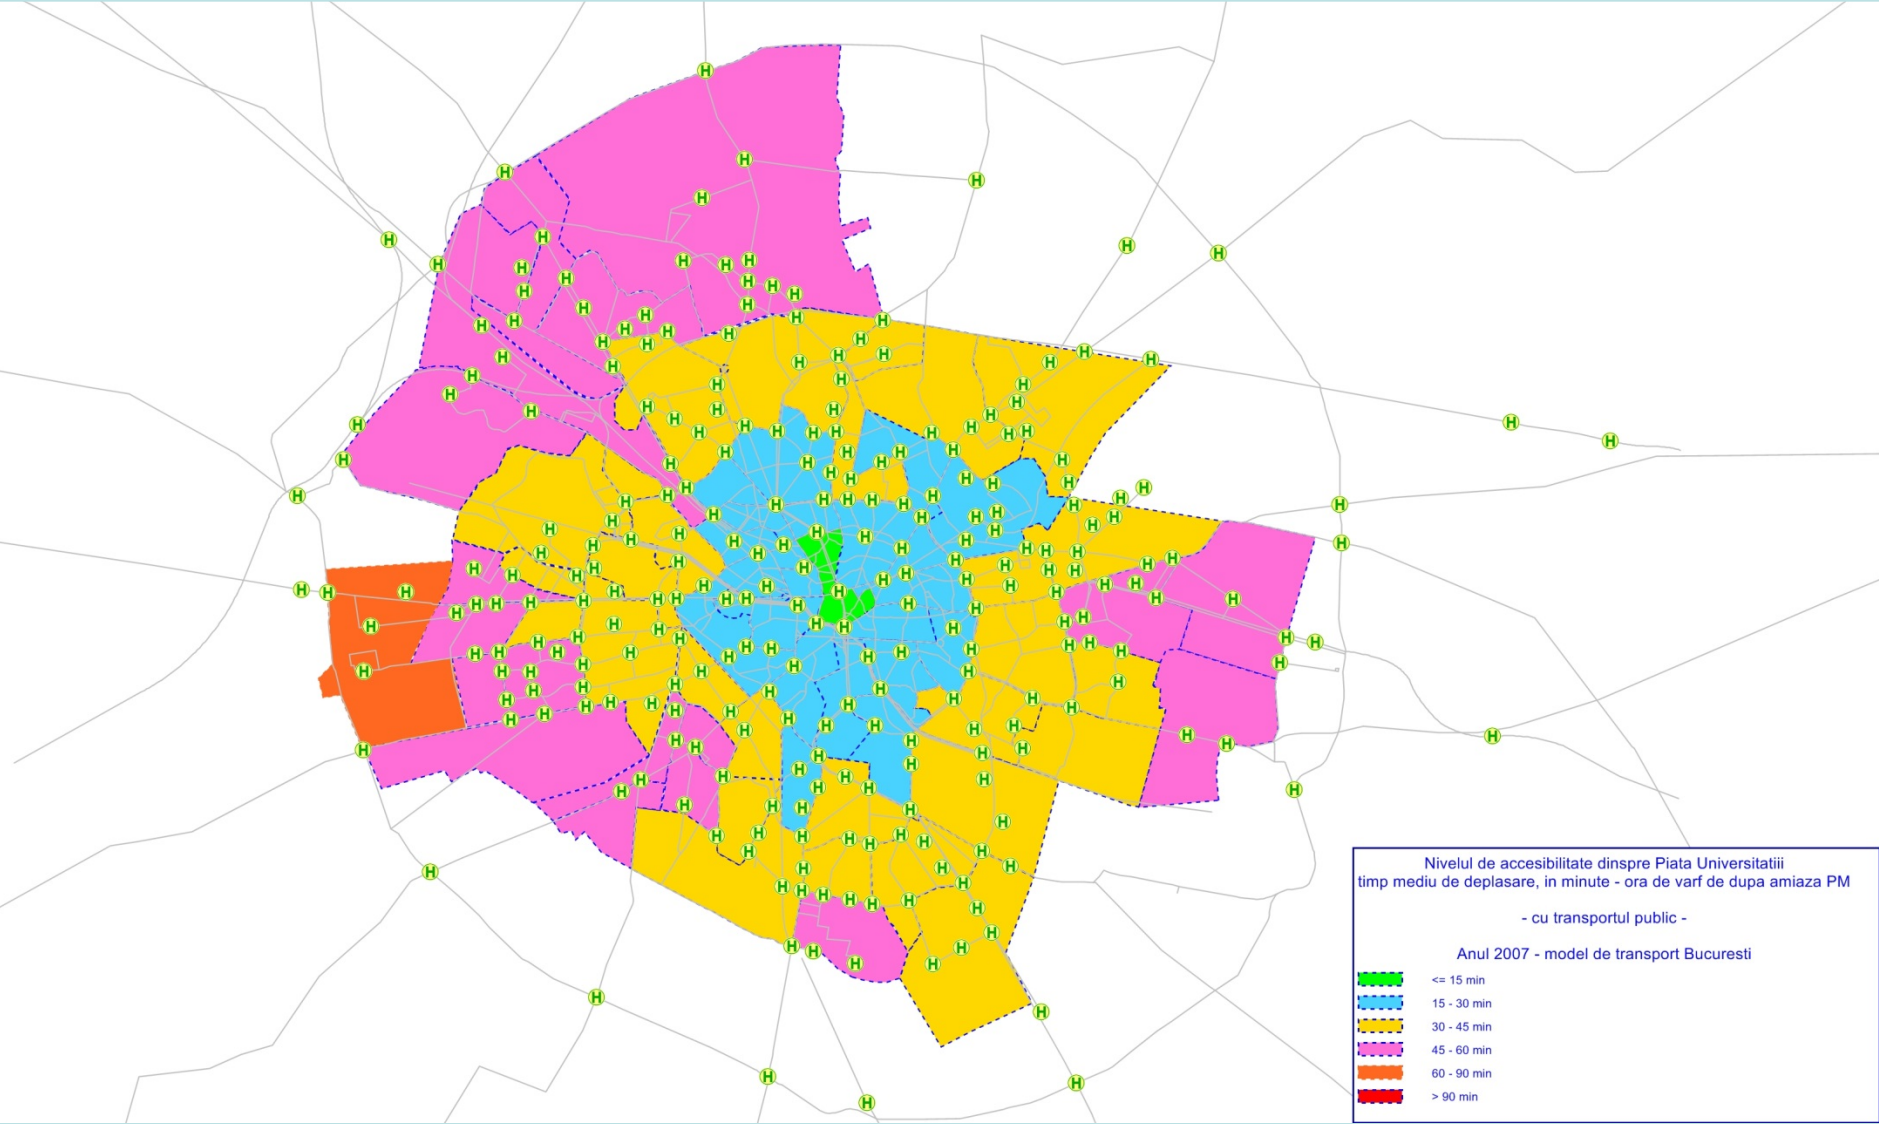 Nivelul de accesibilitate dinspre Piata Universitatiii
timp mediu de deplasare, in minute - ora de varf de dupa amiaza PM
- cu transportul public -
Anul 2007 - model de transport Bucuresti
<= 15 min
15 - 30 min
30 - 45 min
45 - 60 min
60 - 90 min
> 90 min